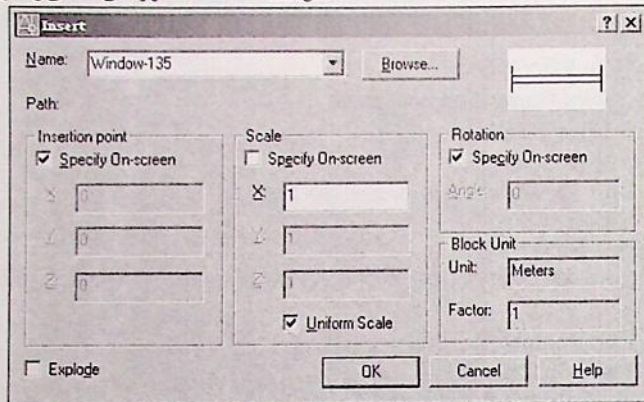 Insert
Name: Window-135 Browse...
Path:
Insertion point
Specify On-screen
X: 0
Y: 0
Z: 0
Scale
Specify On-screen
X: 1
Y: 1
Z: 1
Uniform Scale
Rotation
Specify On-screen
Angle: 0
Block Unit
Unit: Meters
Factor: 1
Explode
OK Cancel Help